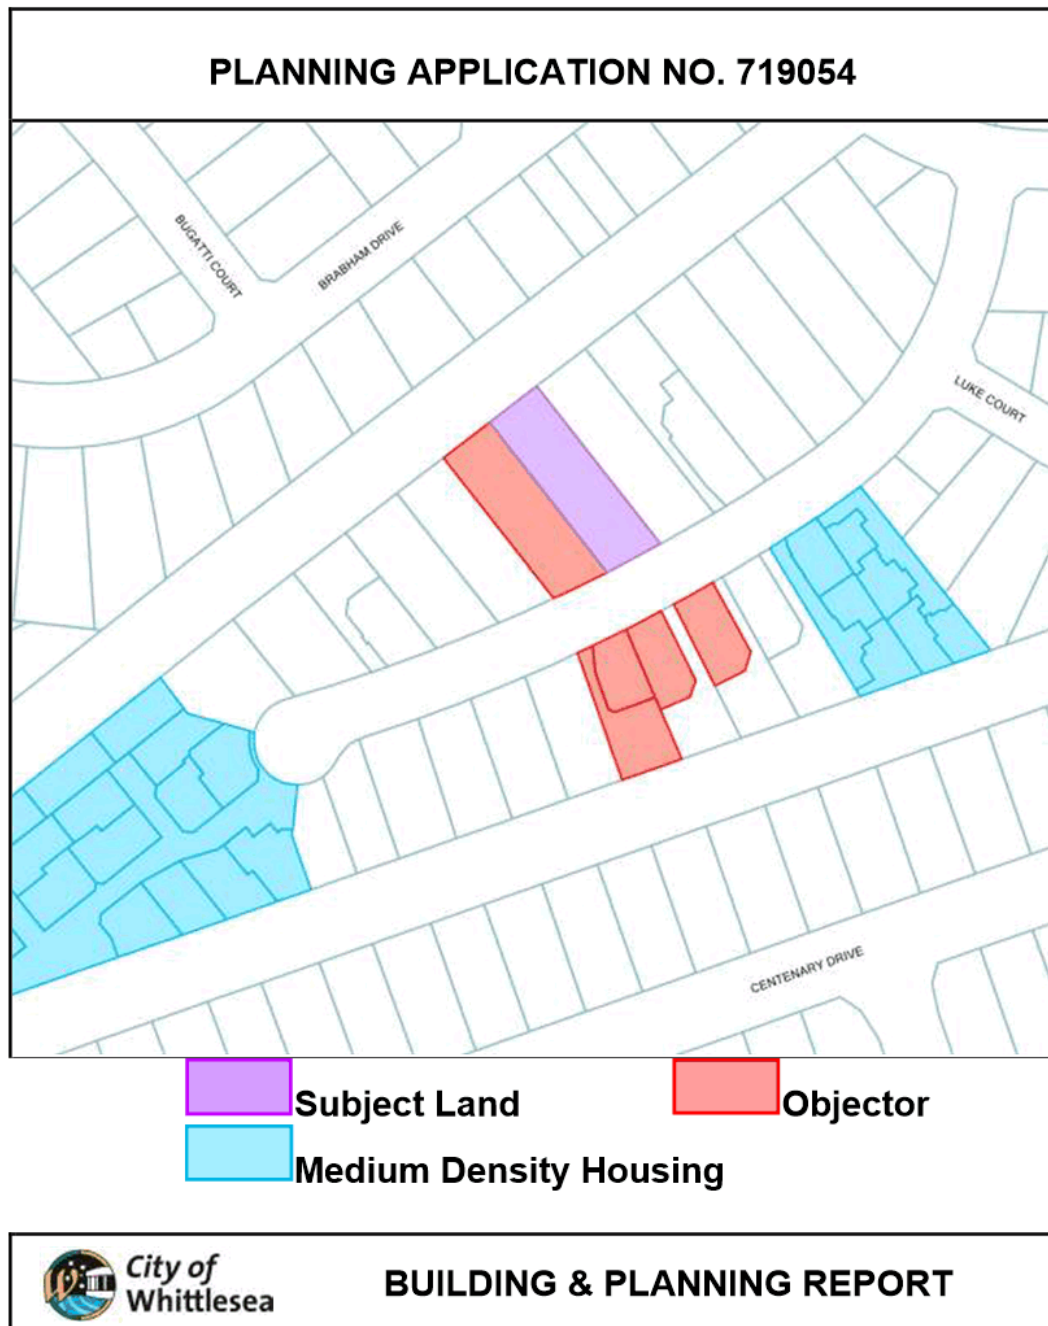 PLANNING APPLICATION NO. 719054
BUGATTI COURT
BRABHAM DRIVE
LUKE COURT
CENTENARY DRIVE
Subject Land
Objector
Medium Density Housing
City of
Whittlesea
BUILDING & PLANNING REPORT